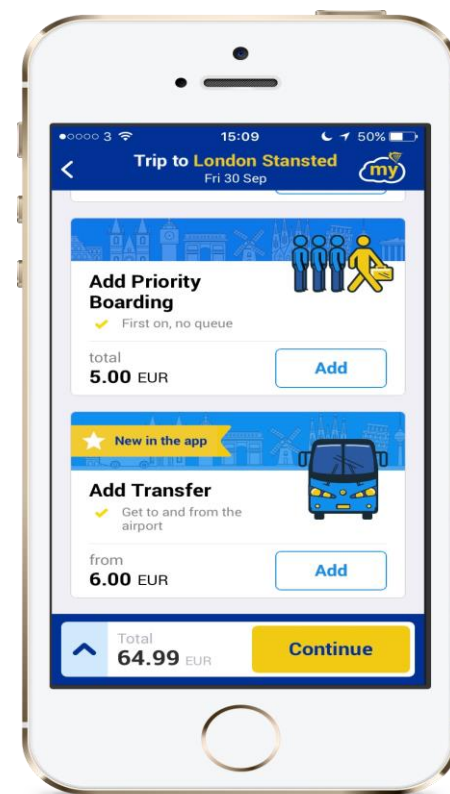 3 15:09 50%
Trip to London Stansted
Fri 30 Sep
my
Add Priority
Boarding
First on, no queue
total
5.00 EUR
Add
New in the app
Add Transfer
Get to and from the
airport
from
6.00 EUR
Add
Total
64.99 EUR
Continue